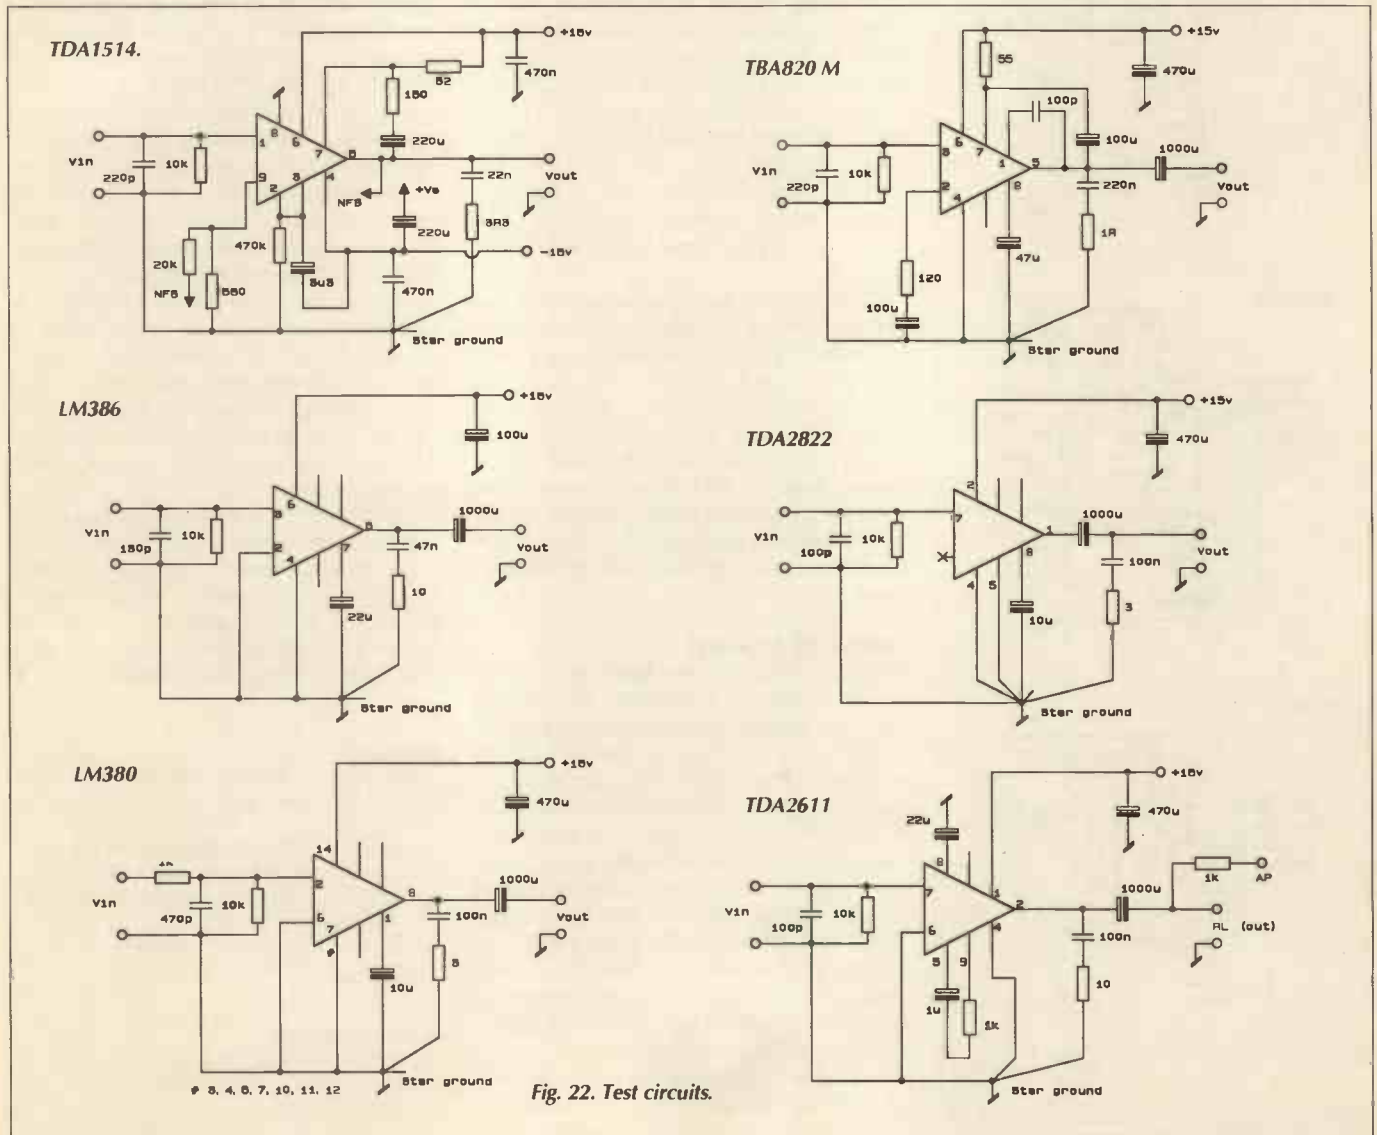 TDA1514.
+15v
470n
82
180
220u
8
6
7
1
9
2
3
4
5
Vin
220p
10k
22n
Vout
NFB
+Vs
220u
3R3
470k
-15v
20k
NFB
680
3u3
470n
Star ground
TBA820 M
+15v
55
470u
100p
6
7
100u
1000u
3
1
5
Vin
220p
10k
2
4
8
220n
Vout
1R
120
47u
100u
Star ground
LM386
+15v
100u
6
1000u
3
5
Vin
180p
10k
2
4
7
47n
Vout
10
22u
Star ground
TDA2822
+15v
470u
2
1000u
7
1
Vin
100p
10k
4
5
8
100n
Vout
3
10u
Star ground
LM380
+15v
470u
14
1000u
2
8
Vin
470p
10k
6
7
#
1
100n
Vout
3
10u
Star ground
# 3, 4, 5, 7, 10, 11, 12
TDA2611
+15v
22u
470u
8
1
1k
AP
7
2
1000u
Vin
100p
10k
6
4
RL (out)
5
9
100n
1u
1k
10
Star ground
Fig. 22. Test circuits.